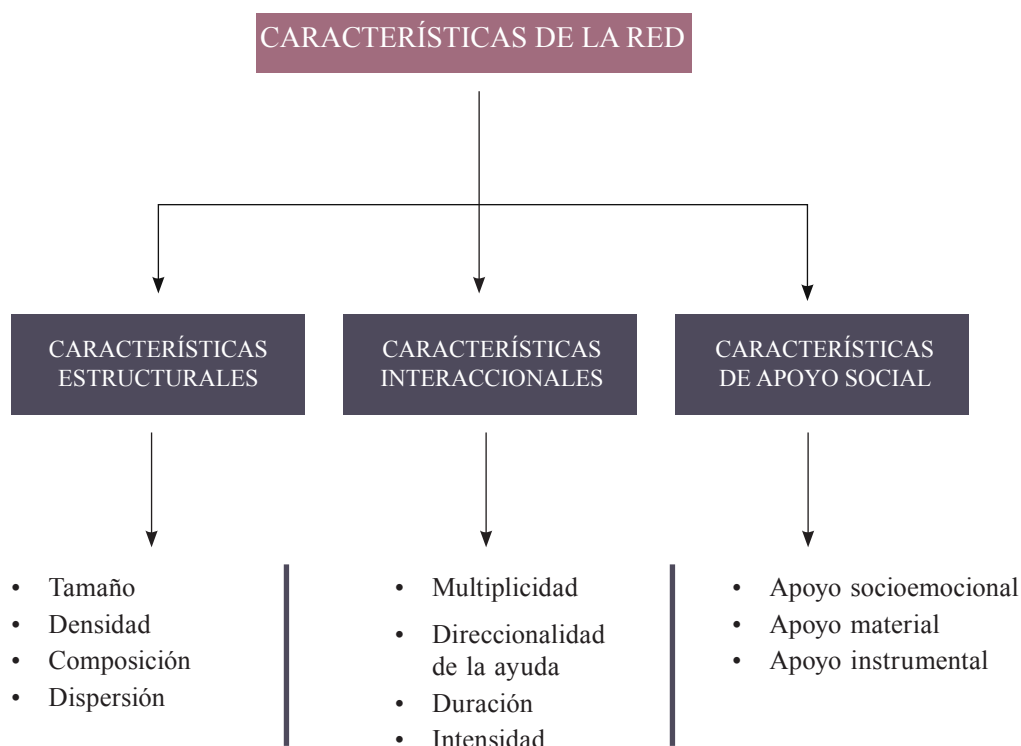 CARACTERÍSTICAS DE LA RED
CARACTERÍSTICAS
ESTRUCTURALES
CARACTERÍSTICAS
INTERACCIONALES
CARACTERÍSTICAS
DE APOYO SOCIAL
• Tamaño
• Densidad
• Composición
• Dispersión
• Multiplicidad
• Direccionalidad
de la ayuda
• Duración
• Intensidad
• Apoyo socioemocional
• Apoyo material
• Apoyo instrumental